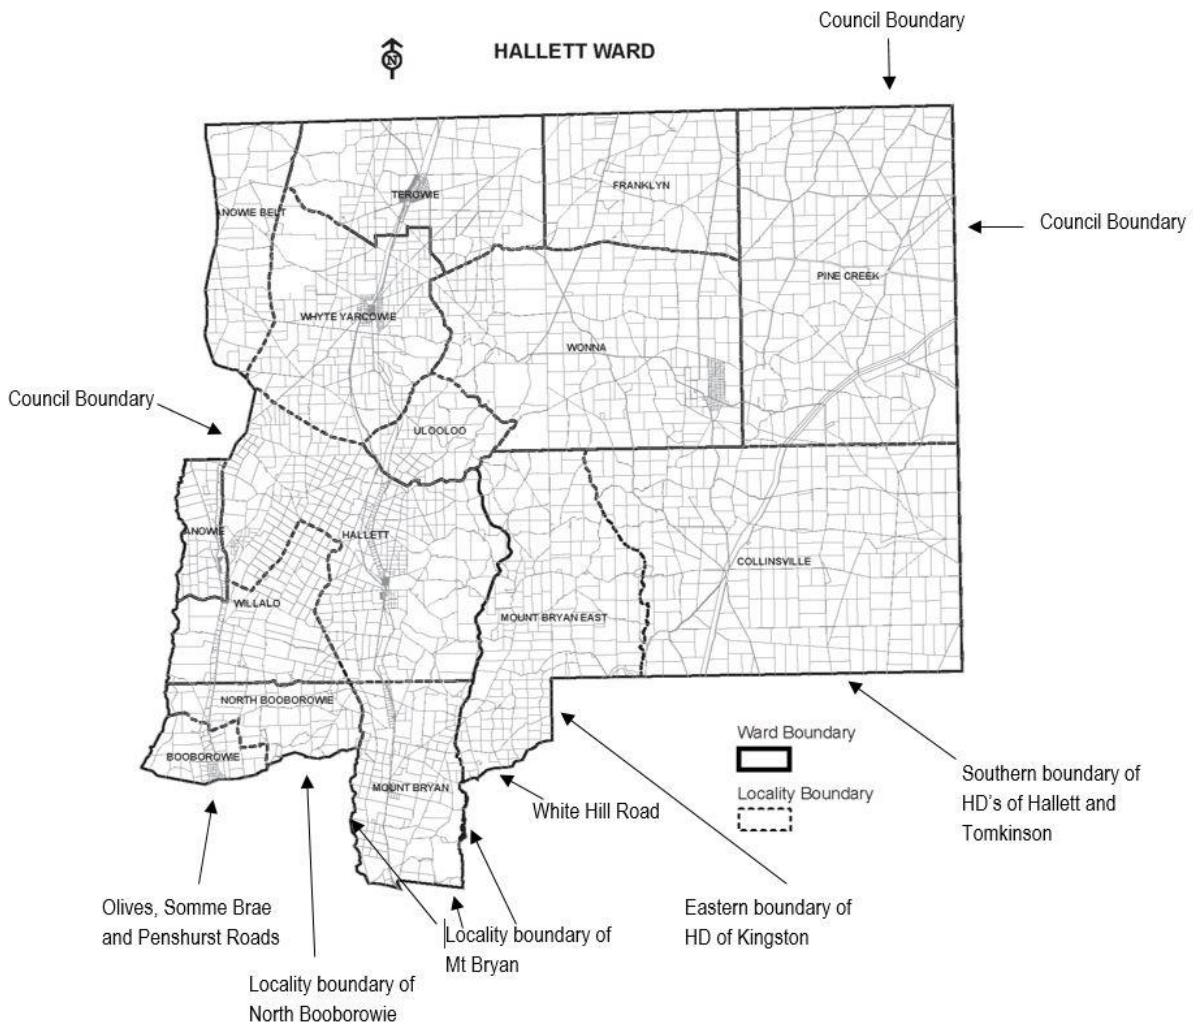 Council Boundary
HALLETT WARD
N
TEROWIE
FRANKLYN
ANOWIE BELT
Council Boundary
PINE CREEK
WHYTE YARCOWIE
WONNA
Council Boundary
ULOOLOO
ANOWIE
HALLETT
COLLINSVILLE
WILLALO
MOUNT BRYAN EAST
NORTH BOOBOROWIE
Ward Boundary
BOOBOROWIE
MOUNT BRYAN
Locality Boundary
White Hill Road
Southern boundary of
HD's of Hallett and
Tomkinson
Olives, Somme Brae
and Penshurst Roads
Eastern boundary of
HD of Kingston
Locality boundary of
Mt Bryan
Locality boundary of
North Booborowie